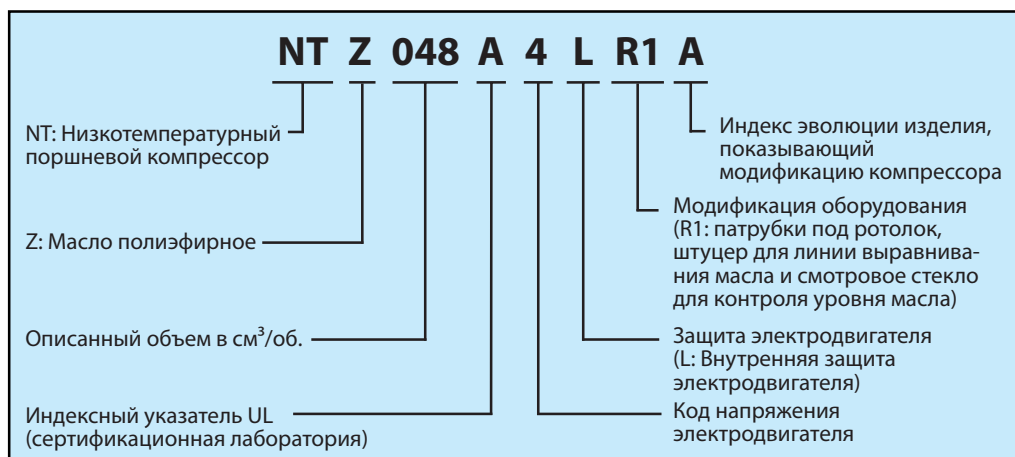 NT Z 048 A 4 L R1 A
NT: Низкотемпературный
поршневой компрессор
Z: Масло полиэфирное
Описанный объем в см³/об.
Индексный указатель UL
(сертификационная лаборатория)
Индекс эволюции изделия,
показывающий
модификацию компрессора
Модификация оборудования
(R1: патрубки под ротолок,
штуцер для линии выравнива-
ния масла и смотровое стекло
для контроля уровня масла)
Защита электродвигателя
(L: Внутренняя защита
электродвигателя)
Код напряжения
электродвигателя